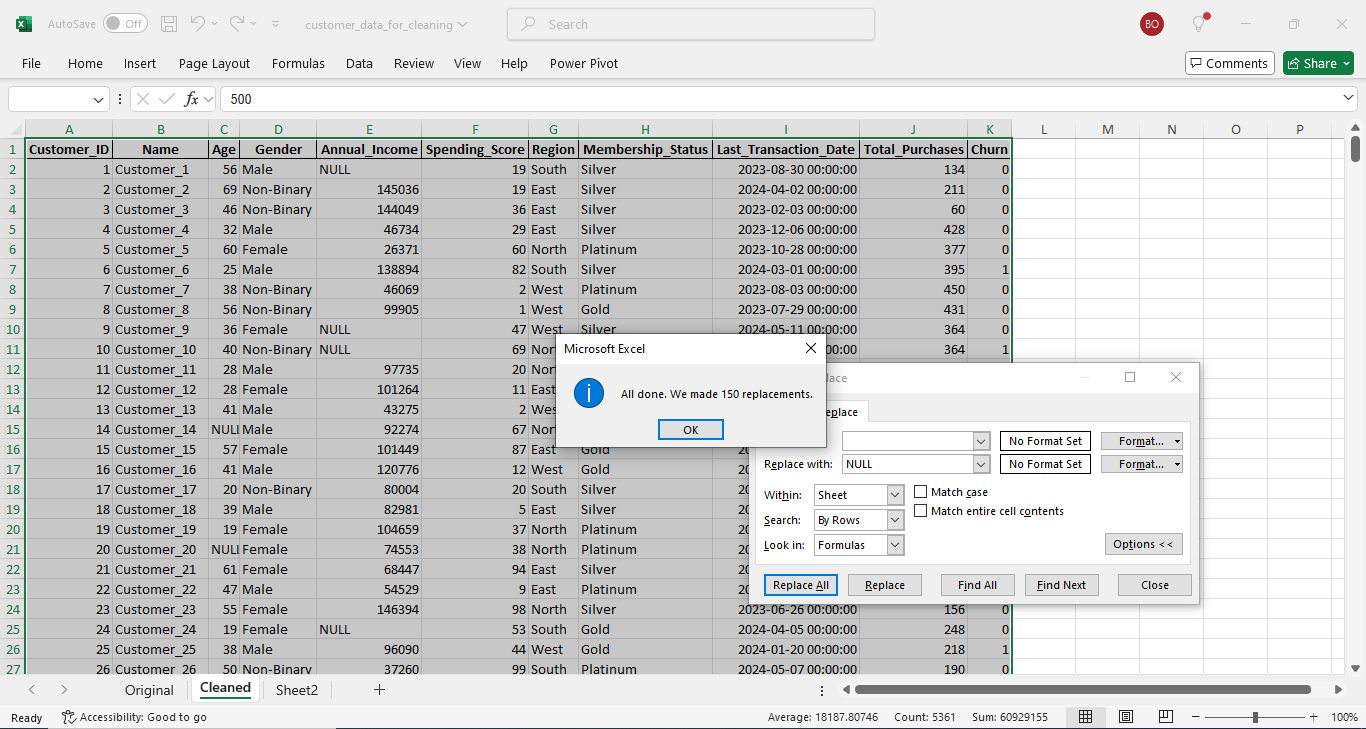 AutoSave Off customer_data_for_cleaning Search BO
File Home Insert Page Layout Formulas Data Review View Help Power Pivot Comments Share
fx 500
A B C D E F G H I J K L M N O P
1 Customer_ID Name Age Gender Annual_Income Spending_Score Region Membership_Status Last_Transaction_Date Total_Purchases Churn
2 1 Customer_1 56 Male NULL 19 South Silver 2023-08-30 00:00:00 134 0
3 2 Customer_2 69 Non-Binary 145036 19 East Silver 2024-04-02 00:00:00 211 0
4 3 Customer_3 46 Non-Binary 144049 36 East Silver 2023-02-03 00:00:00 60 0
5 4 Customer_4 32 Male 46734 29 East Silver 2023-12-06 00:00:00 428 0
6 5 Customer_5 60 Female 26371 60 North Platinum 2023-10-28 00:00:00 377 0
7 6 Customer_6 25 Male 138894 82 South Silver 2024-03-01 00:00:00 395 1
8 7 Customer_7 38 Non-Binary 46069 2 West Platinum 2023-08-03 00:00:00 450 0
9 8 Customer_8 56 Non-Binary 99905 1 West Gold 2023-07-29 00:00:00 431 0
10 9 Customer_9 36 Female NULL 47 West Silver 2024-05-11 00:00:00 364 0
11 10 Customer_10 40 Non-Binary NULL 69 Nor :00:00 364 1
12 11 Customer_11 28 Male 97735 20 Nor
13 12 Customer_12 28 Female 101264 11 East
14 13 Customer_13 41 Male 43275 2 Wes
15 14 Customer_14 NULL Male 92274 67 Nor
16 15 Customer_15 57 Female 101449 87 East Gold 20
17 16 Customer_16 41 Male 120776 12 West Gold 20
18 17 Customer_17 20 Non-Binary 80004 20 South Silver 20
19 18 Customer_18 39 Male 82981 5 East Silver 20
20 19 Customer_19 19 Female 104659 37 North Platinum 20
21 20 Customer_20 NULL Female 74553 38 North Platinum 20
22 21 Customer_21 61 Female 68447 94 East Silver 20
23 22 Customer_22 47 Male 54529 9 East Platinum 20
24 23 Customer_23 55 Female 146394 98 North Silver 2023-06-26 00:00:00 156 0
25 24 Customer_24 19 Female NULL 53 South Gold 2024-04-05 00:00:00 248 0
26 25 Customer_25 38 Male 96090 44 West Gold 2024-01-20 00:00:00 218 1
27 26 Customer_26 50 Non-Binary 37260 99 South Platinum 2024-05-07 00:00:00 190 0
Microsoft Excel
All done. We made 150 replacements.
OK
lace
eplace
No Format Set Format...
Replace with: NULL No Format Set Format...
Within: Sheet Match case
Search: By Rows Match entire cell contents
Look in: Formulas Options <<
Replace All Replace Find All Find Next Close
Original Cleaned Sheet2
Ready Accessibility: Good to go Average: 18187.80746 Count: 5361 Sum: 60929155 100%